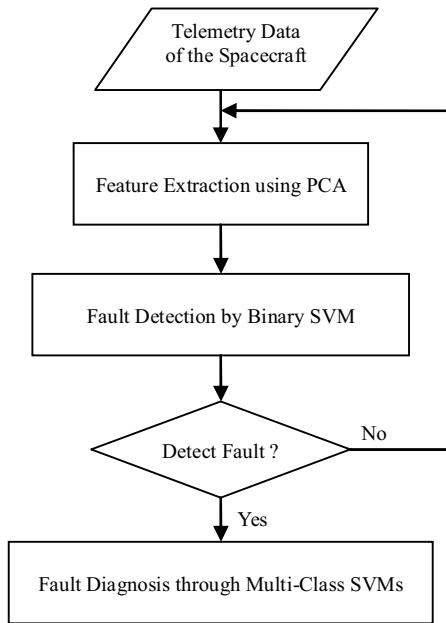 Telemetry Data
of the Spacecraft
Feature Extraction using PCA
Fault Detection by Binary SVM
Detect Fault ?
No
Yes
Fault Diagnosis through Multi-Class SVMs